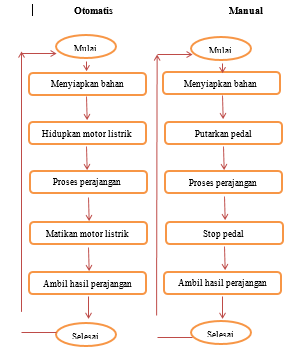 Otomatis Manual
Mulai Mulai
Menyiapkan bahan Menyiapkan bahan
Hidupkan motor listrik Putarkan pedal
Proses perajangan Proses perajangan
Matikan motor listrik Stop pedal
Ambil hasil perajangan Ambil hasil perajangan
Selesai Selesai